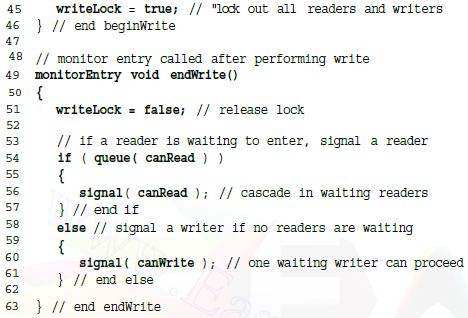 45 writeLock = true; // "lock out all readers and writers
46 } // end beginWrite
47
48 // monitor entry called after performing write
49 monitorEntry void endWrite()
50 {
51 writeLock = false; // release lock
52
53 // if a reader is waiting to enter, signal a reader
54 if ( queue( canRead ) )
55 {
56 signal( canRead ); // cascade in waiting readers
57 } // end if
58 else // signal a writer if no readers are waiting
59 {
60 signal( canWrite ); // one waiting writer can proceed
61 } // end else
62
63 } // end endWrite